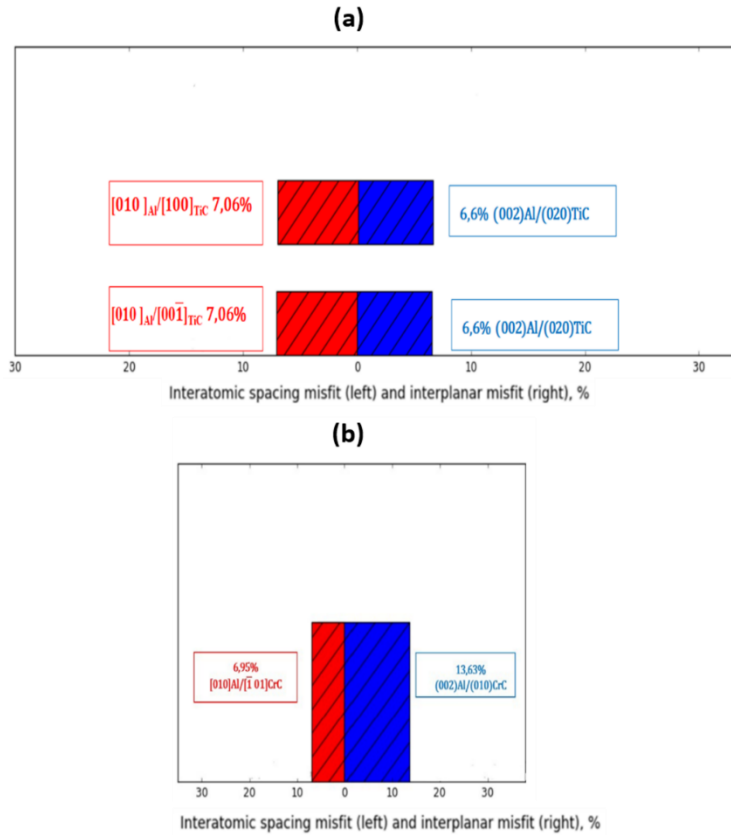 (a)
[010 ]Al/[100]TiC 7,06%
6,6% (002)Al/(020)TiC
[010 ]Al/[001̅]TiC 7,06%
6,6% (002)Al/(020)TiC
30 20 10 0 10 20 30
Interatomic spacing misfit (left) and interplanar misfit (right), %
(b)
6,95%
[010]Al/[1̅ 01]CrC
13,63%
(002)Al/(010)CrC
30 20 10 0 10 20 30
Interatomic spacing misfit (left) and interplanar misfit (right), %